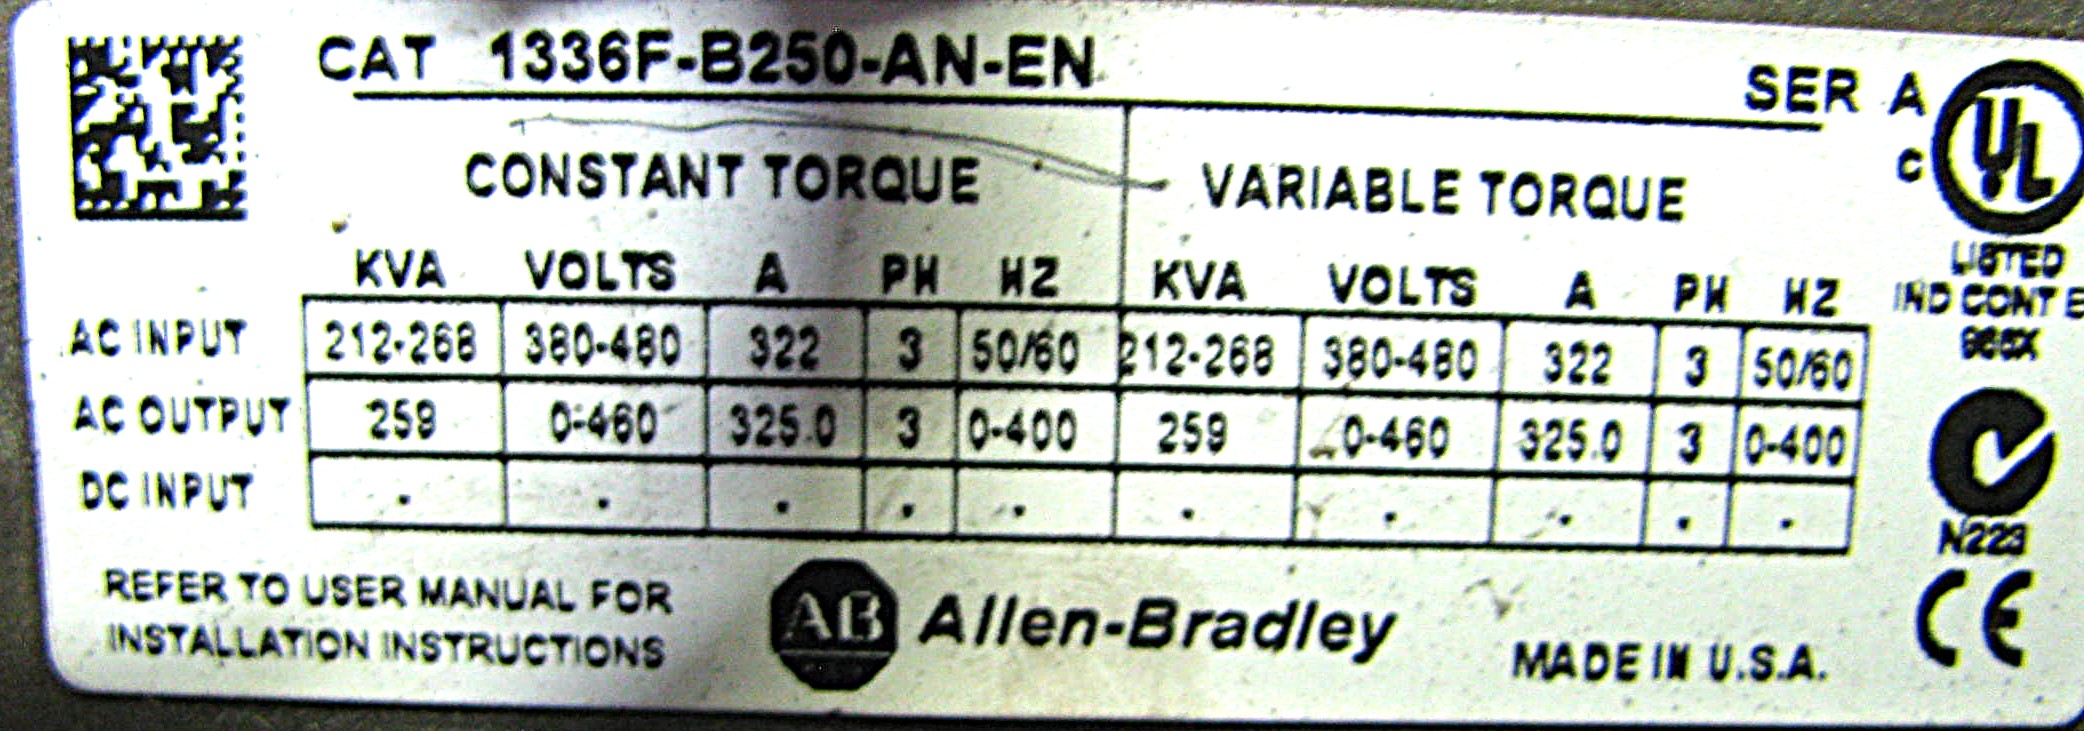 CAT 1336F-B250-AN-EN SER A
CONSTANT TORQUE VARIABLE TORQUE
KVA VOLTS A PH HZ KVA VOLTS A PH HZ
AC INPUT 212-268 380-480 322 3 50/60 212-268 380-480 322 3 50/60
AC OUTPUT 259 0-460 325.0 3 0-400 259 0-460 325.0 3 0-400
DC INPUT - - - - - - - - - -
REFER TO USER MANUAL FOR
INSTALLATION INSTRUCTIONS
AB Allen-Bradley
MADE IN U.S.A.
C UL
LISTED
IND CONT E
N223
CE